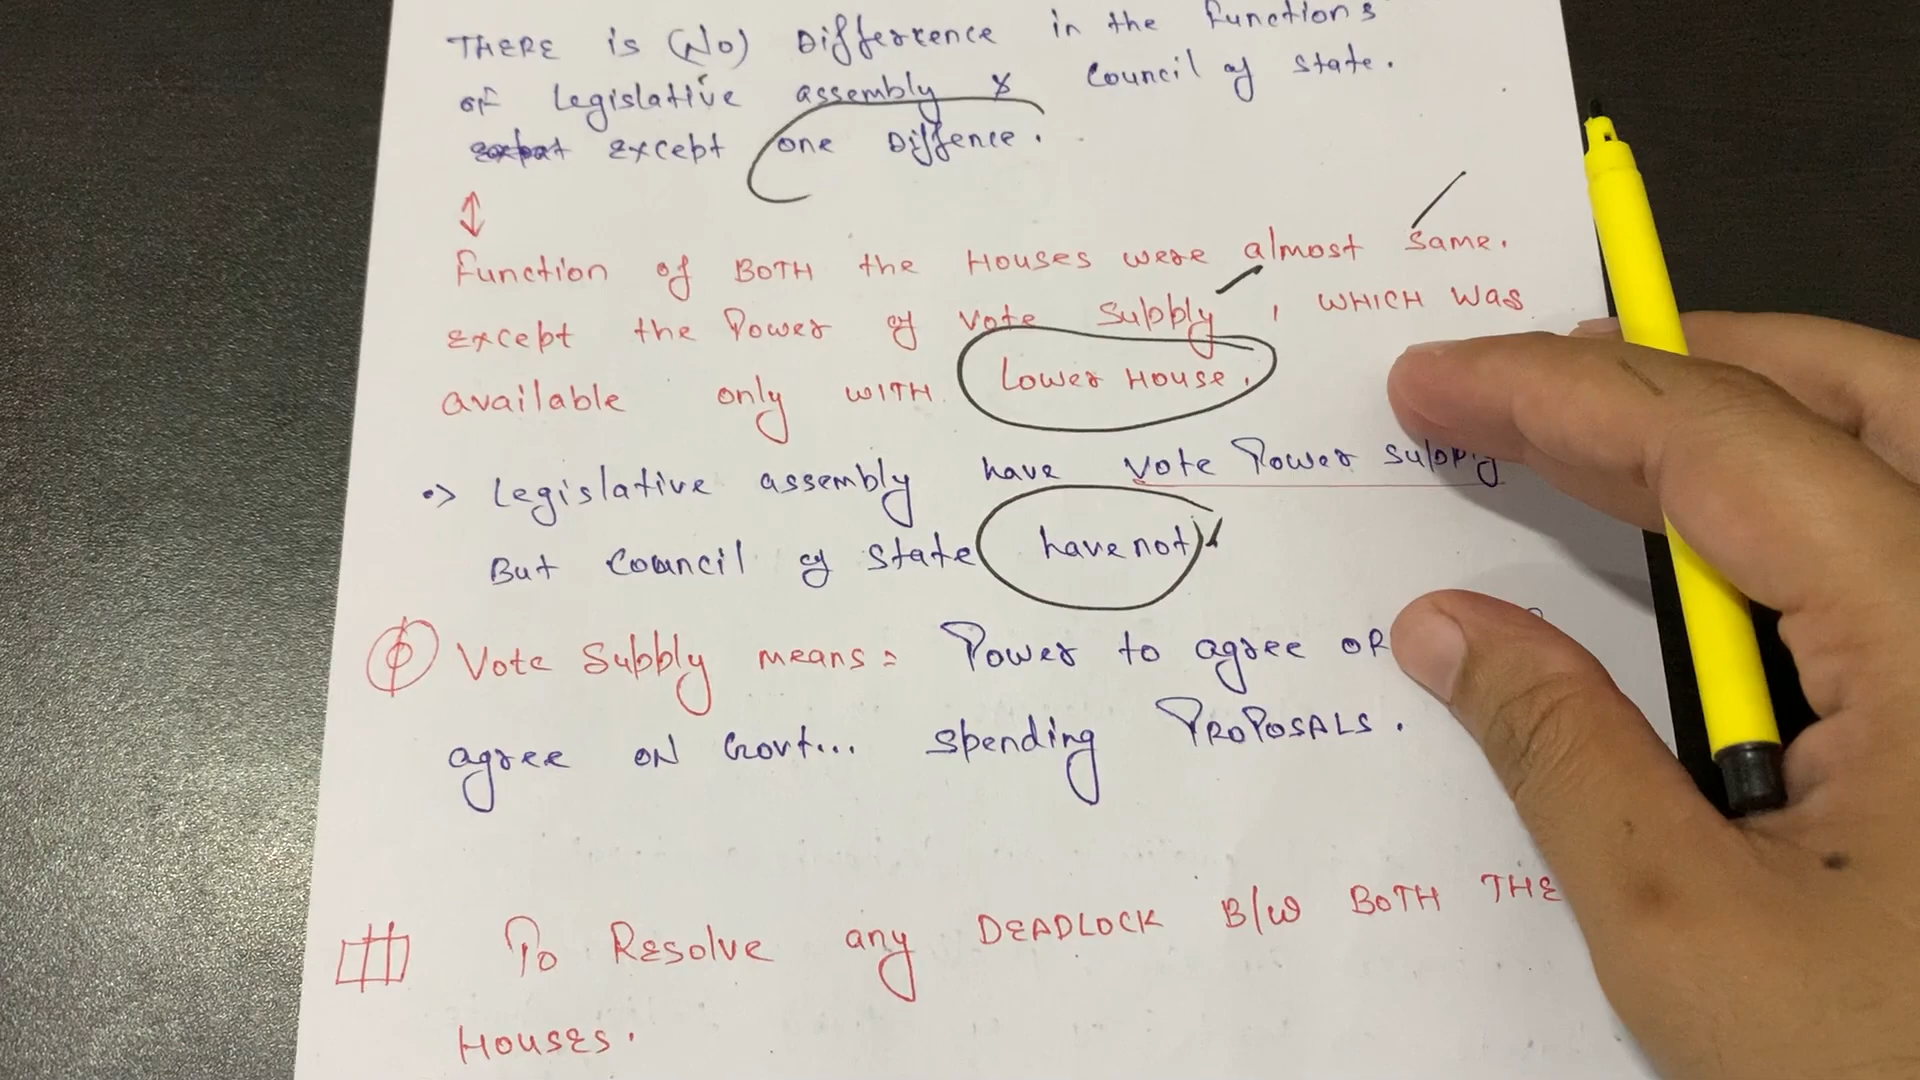 THERE is (No) Differcence in the functions
of Legislative assembly & Council of state.
except one Diffence.
Function of BOTH the HOUSES were almost same.
except the Power of Vote Subbly, WHICH was
available only WITH Lower House.
Legislative assembly have vote Power
But Council of state have not
Vote Subbly means = Power to agree OR
agree ON Govt... spending PROPOSALS.
To Resolve any DEADLOCK B/W BOTH THE
HOUSES.